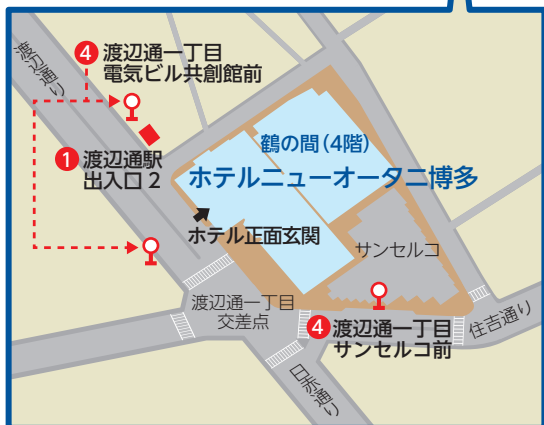 渡辺通り
4 渡辺通一丁目
電気ビル共創館前
1 渡辺通駅
出入口2
鶴の間(4階)
ホテルニューオータニ博多
ホテル正面玄関
サンセルコ
渡辺通一丁目
交差点
4 渡辺通一丁目
サンセルコ前
住吉通り
日赤通り